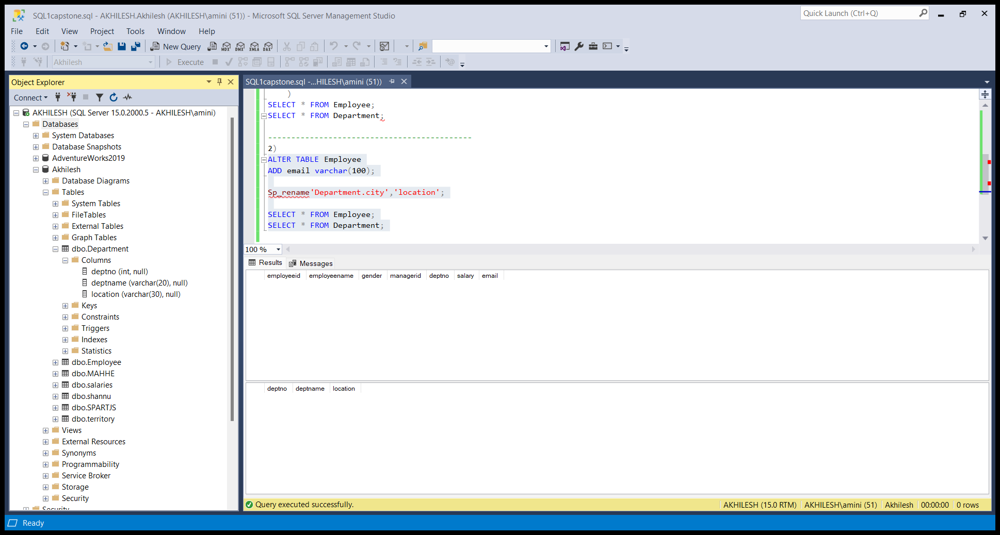 SQL1capstone.sql - AKHILESH.Akhilesh (AKHILESH\amini (51)) - Microsoft SQL Server Management Studio
Quick Launch (Ctrl+Q)
File Edit View Project Tools Window Help
New Query MDX DMX XMLA DAX
Akhilesh Execute
Object Explorer
Connect
AKHILESH (SQL Server 15.0.2000.5 - AKHILESH\amini)
Databases
System Databases
Database Snapshots
AdventureWorks2019
Akhilesh
Database Diagrams
Tables
System Tables
FileTables
External Tables
Graph Tables
dbo.Department
Columns
deptno (int, null)
deptname (varchar(20), null)
location (varchar(30), null)
Keys
Constraints
Triggers
Indexes
Statistics
dbo.Employee
dbo.MAHHE
dbo.salaries
dbo.shannu
dbo.SPARTJS
dbo.territory
Views
External Resources
Synonyms
Programmability
Service Broker
Storage
Security
Security
SQL1capstone.sql -...HILESH\amini (51))
)
SELECT * FROM Employee;
SELECT * FROM Department;
--------------------------------------------
2)
ALTER TABLE Employee
ADD email varchar(100);
Sp_rename'Department.city','location';
SELECT * FROM Employee;
SELECT * FROM Department;
100 %
Results Messages
employeeid employeename gender managerid deptno salary email
deptno deptname location
Query executed successfully. AKHILESH (15.0 RTM) AKHILESH\amini (51) Akhilesh 00:00:00 0 rows
Ready